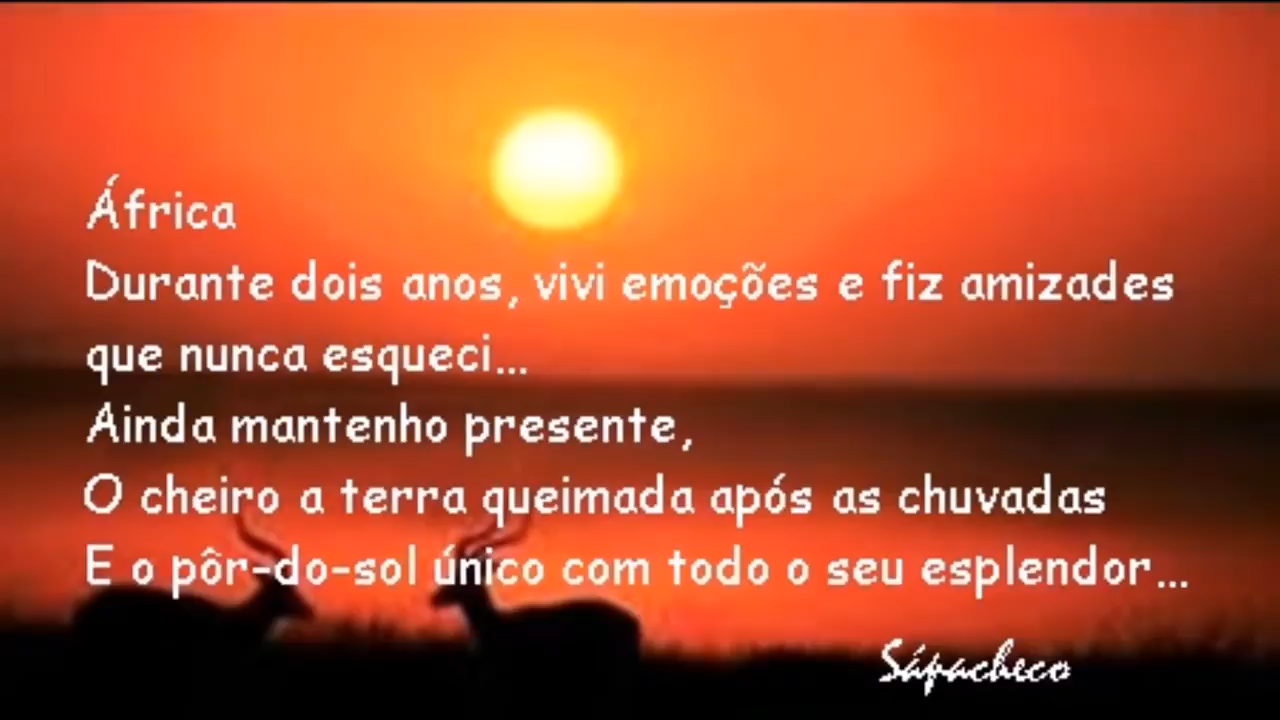 África
Durante dois anos, vivi emoções e fiz amizades
que nunca esqueci...
Ainda mantenho presente,
O cheiro a terra queimada após as chuvadas
E o pôr-do-sol único com todo o seu esplendor...
Sápacheco